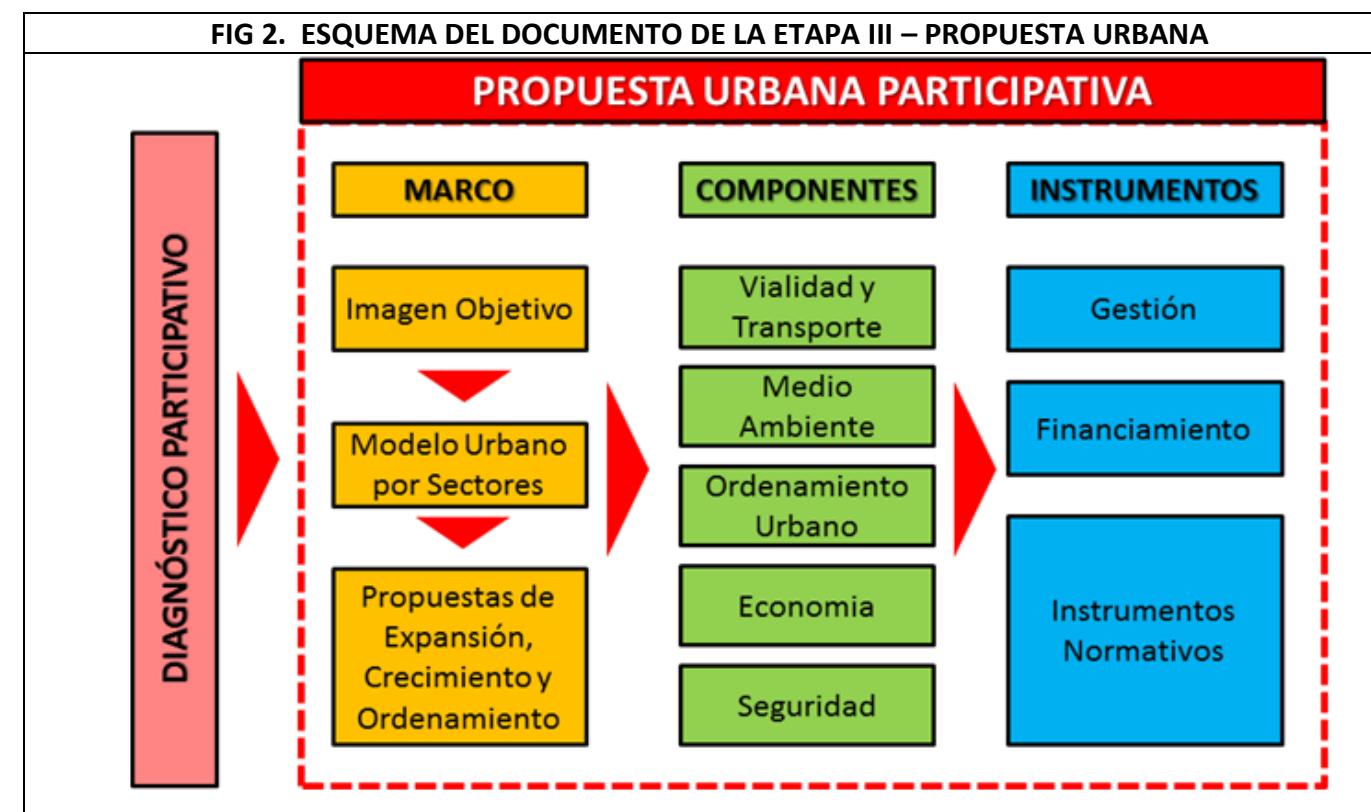 FIG 2. ESQUEMA DEL DOCUMENTO DE LA ETAPA III – PROPUESTA URBANA
PROPUESTA URBANA PARTICIPATIVA
DIAGNÓSTICO PARTICIPATIVO
MARCO
Imagen Objetivo
Modelo Urbano
por Sectores
Propuestas de
Expansión,
Crecimiento y
Ordenamiento
COMPONENTES
Vialidad y
Transporte
Medio
Ambiente
Ordenamiento
Urbano
Economia
Seguridad
INSTRUMENTOS
Gestión
Financiamiento
Instrumentos
Normativos